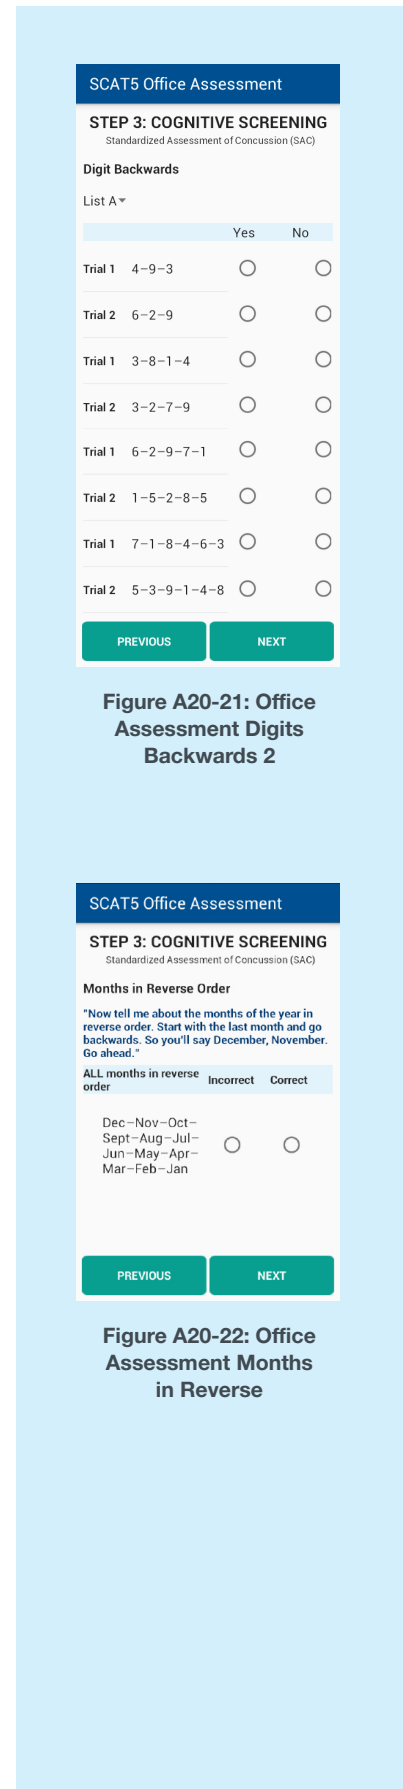 SCAT5 Office Assessment
STEP 3: COGNITIVE SCREENING
Standardized Assessment of Concussion (SAC)
Digit Backwards
List A
Yes No
Trial 1 4–9–3
Trial 2 6–2–9
Trial 1 3–8–1–4
Trial 2 3–2–7–9
Trial 1 6–2–9–7–1
Trial 2 1–5–2–8–5
Trial 1 7–1–8–4–6–3
Trial 2 5–3–9–1–4–8
PREVIOUS NEXT
Figure A20-21: Office
Assessment Digits
Backwards 2
SCAT5 Office Assessment
STEP 3: COGNITIVE SCREENING
Standardized Assessment of Concussion (SAC)
Months in Reverse Order
"Now tell me about the months of the year in
reverse order. Start with the last month and go
backwards. So you'll say December, November.
Go ahead."
ALL months in reverse
order Incorrect Correct
Dec–Nov–Oct–
Sept–Aug–Jul–
Jun–May–Apr–
Mar–Feb–Jan
PREVIOUS NEXT
Figure A20-22: Office
Assessment Months
in Reverse